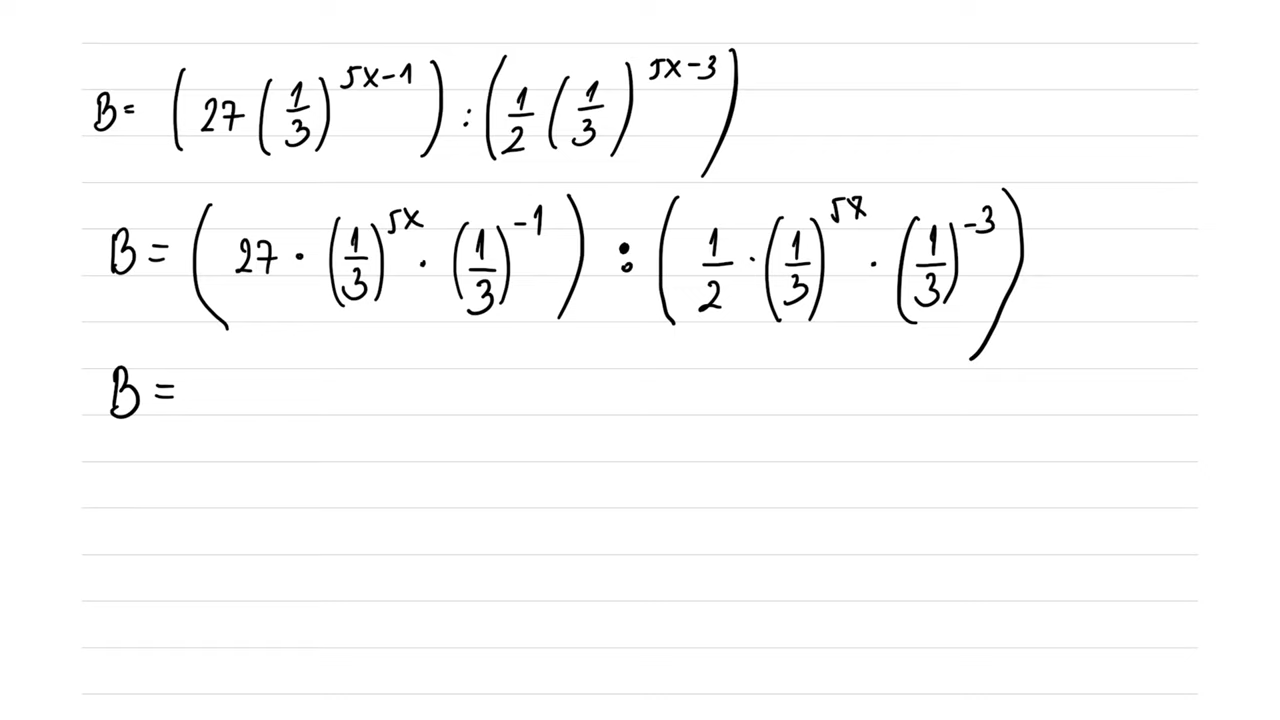 B = (27 (1/3)^(5x-1)) : (1/2 (1/3)^(5x-3))
B = (27 · (1/3)^(5x) · (1/3)^(-1)) : (1/2 · (1/3)^(5x) · (1/3)^(-3))
B =